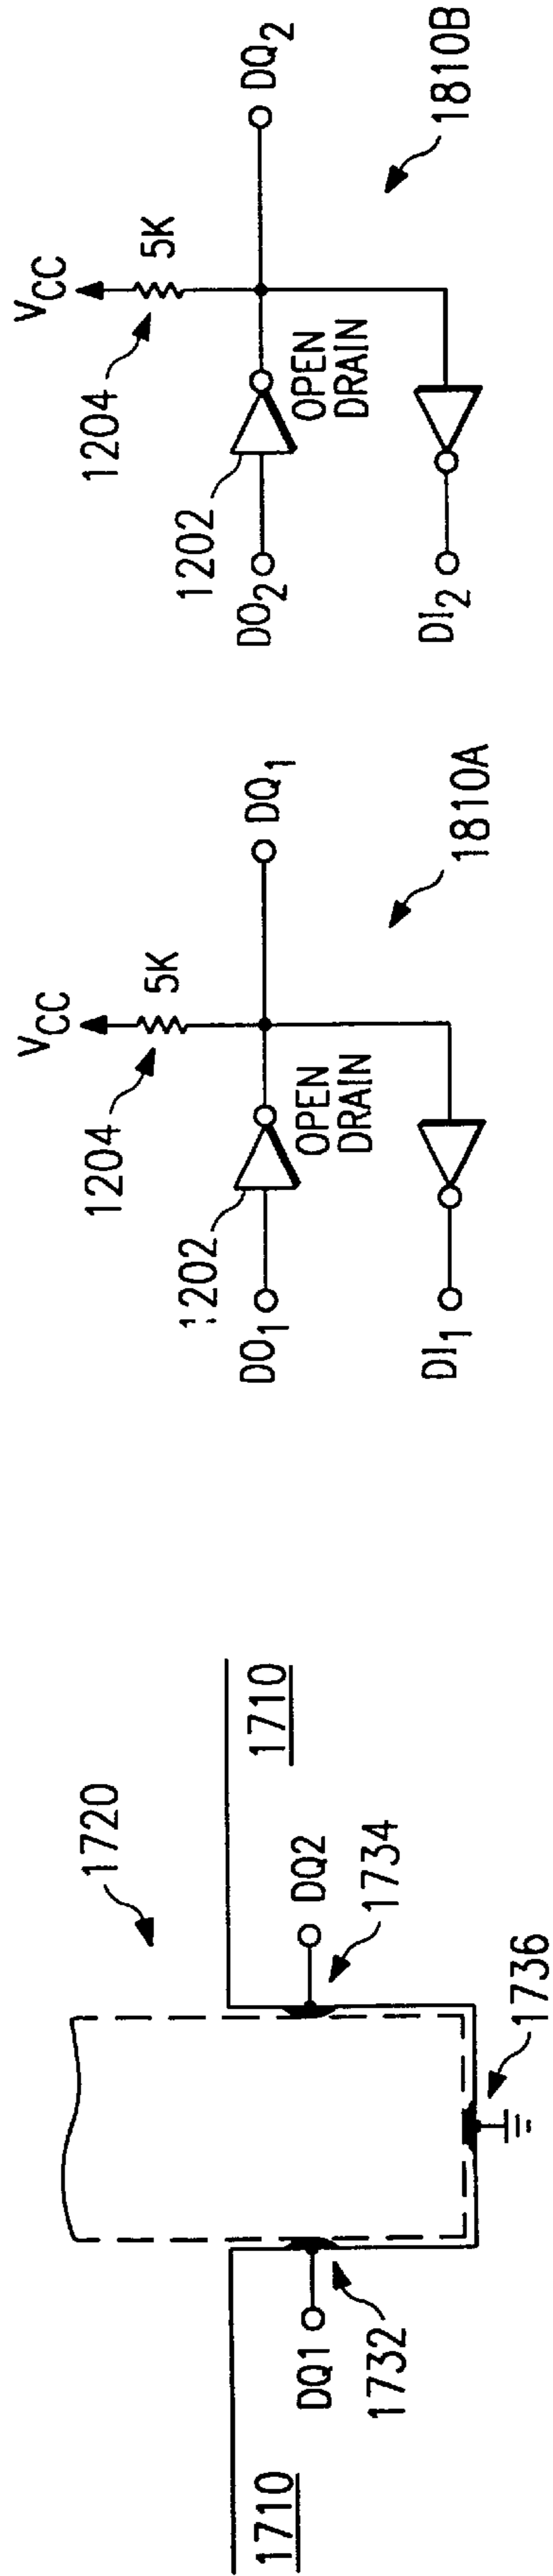 1710
1720
1710
DQ1
DQ2
1732
1734
1736
VCC
5K
1204
1202
DO1
OPEN
DRAIN
DQ1
DI1
1810A
VCC
5K
1204
1202
DO2
OPEN
DRAIN
DQ2
DI2
1810B